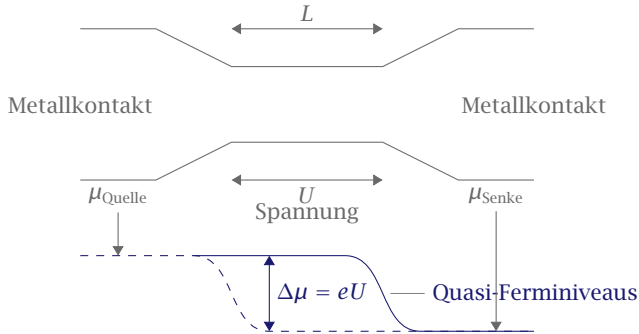 L
Metallkontakt Metallkontakt
μQuelle U μSenke
Spannung
Δμ = eU Quasi-Ferminiveaus